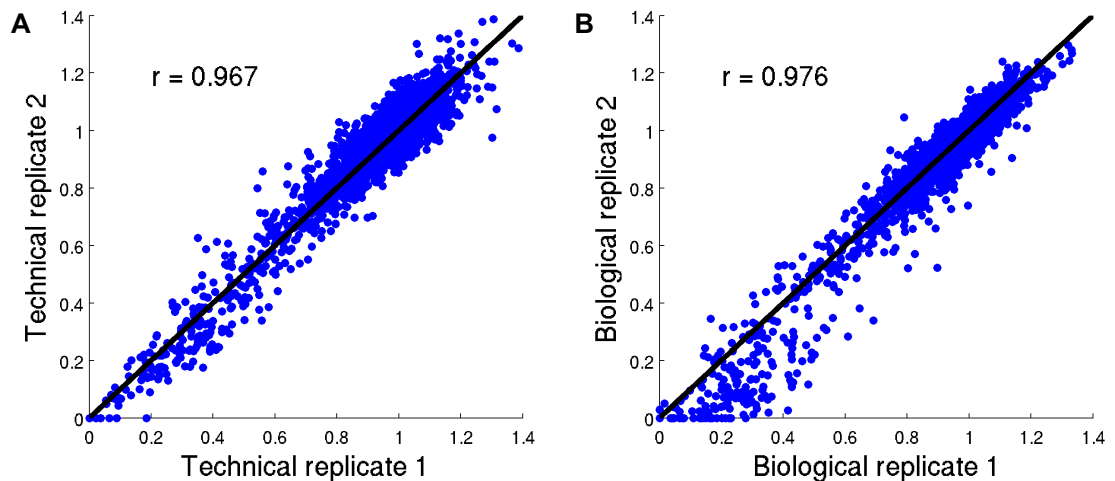 A
1.4
1.2
1
0.8
0.6
0.4
0.2
0
Technical replicate 2
r = 0.967
0 0.2 0.4 0.6 0.8 1 1.2 1.4
Technical replicate 1
B
1.4
1.2
1
0.8
0.6
0.4
0.2
0
Biological replicate 2
r = 0.976
0 0.2 0.4 0.6 0.8 1 1.2 1.4
Biological replicate 1